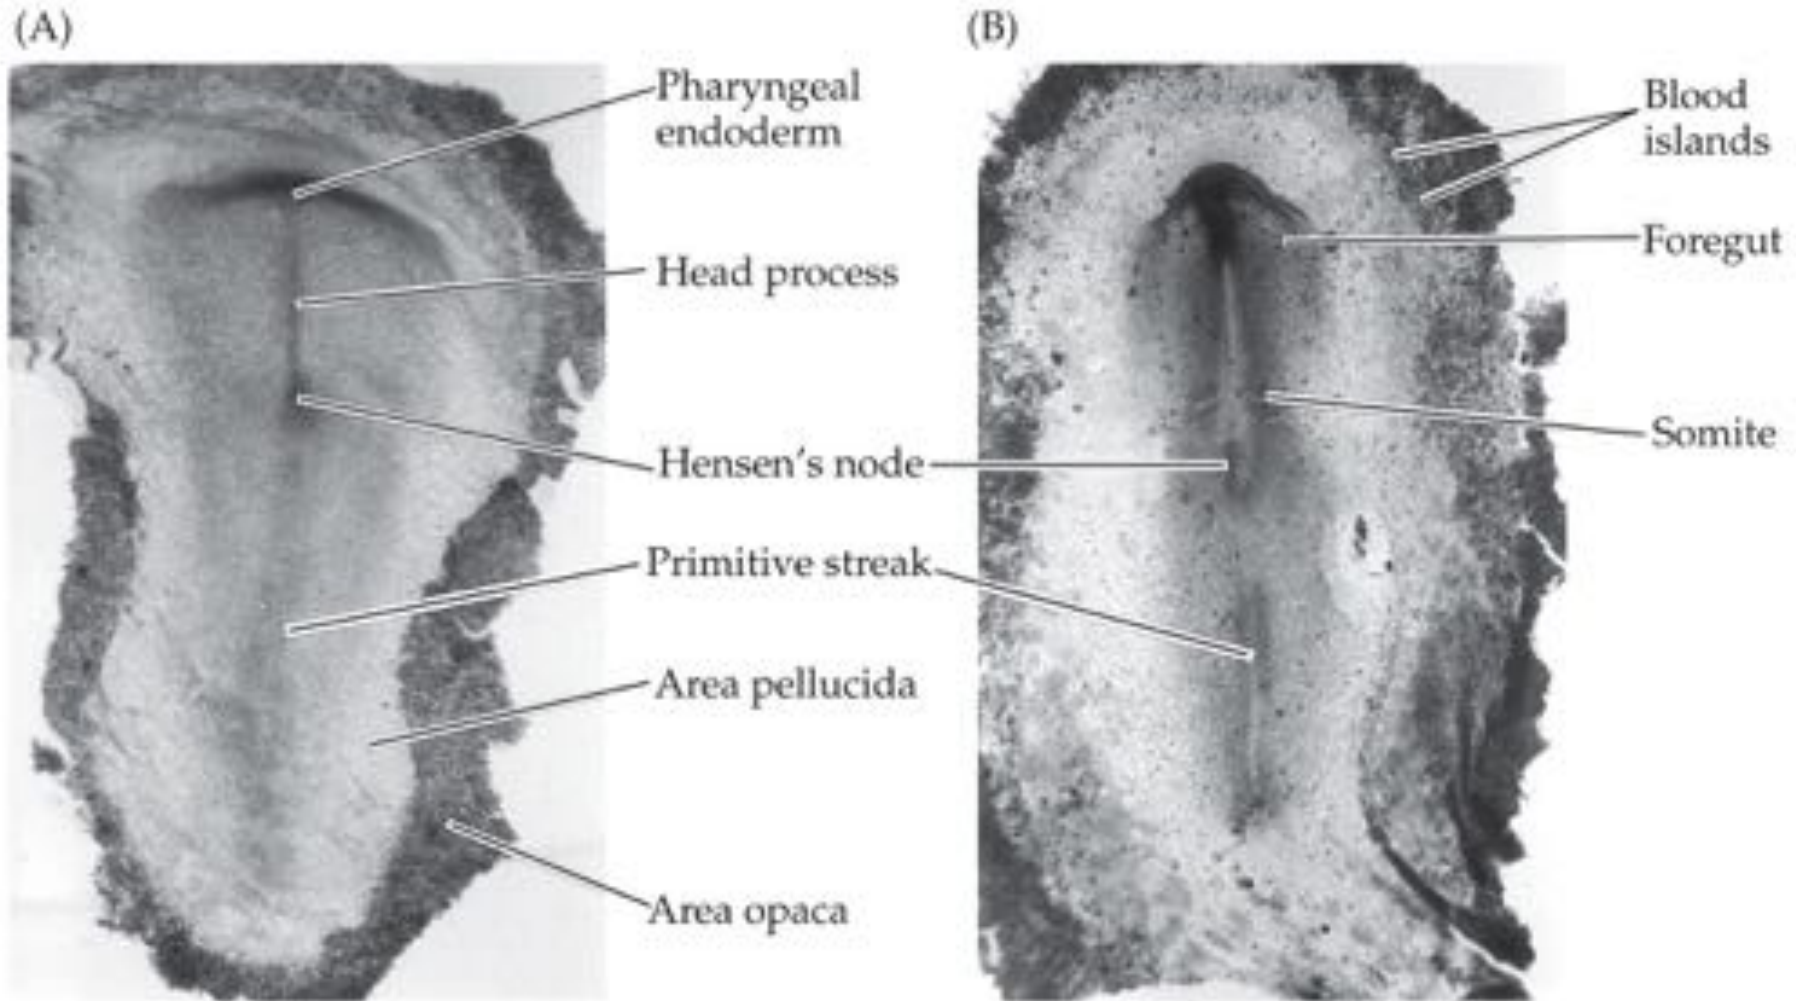 (A)
(B)
Pharyngeal
endoderm
Head process
Hensen's node
Primitive streak
Area pellucida
Area opaca
Blood
islands
Foregut
Somite